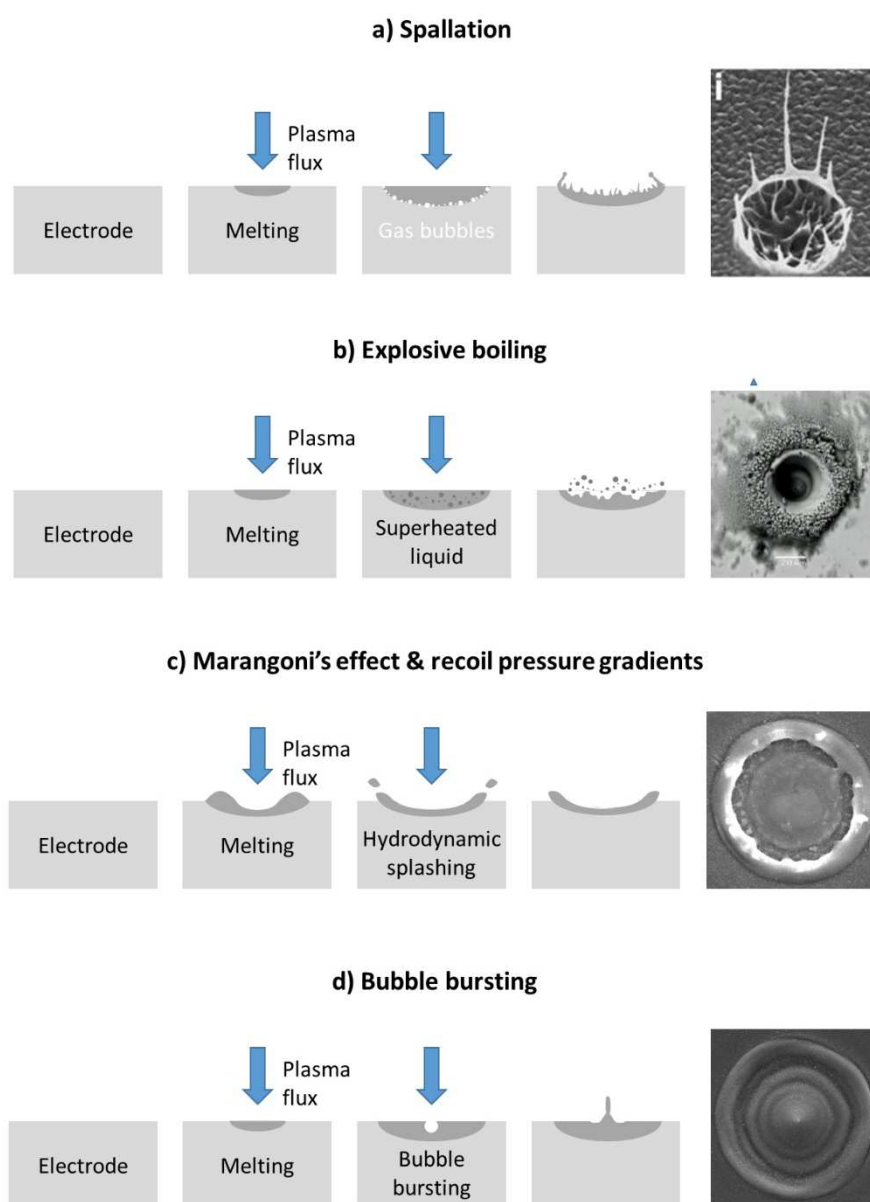 a) Spallation
i
Plasma
flux
Electrode
Melting
Gas bubbles
b) Explosive boiling
Plasma
flux
Electrode
Melting
Superheated
liquid
c) Marangoni's effect & recoil pressure gradients
Plasma
flux
Electrode
Melting
Hydrodynamic
splashing
d) Bubble bursting
Plasma
flux
Electrode
Melting
Bubble
bursting